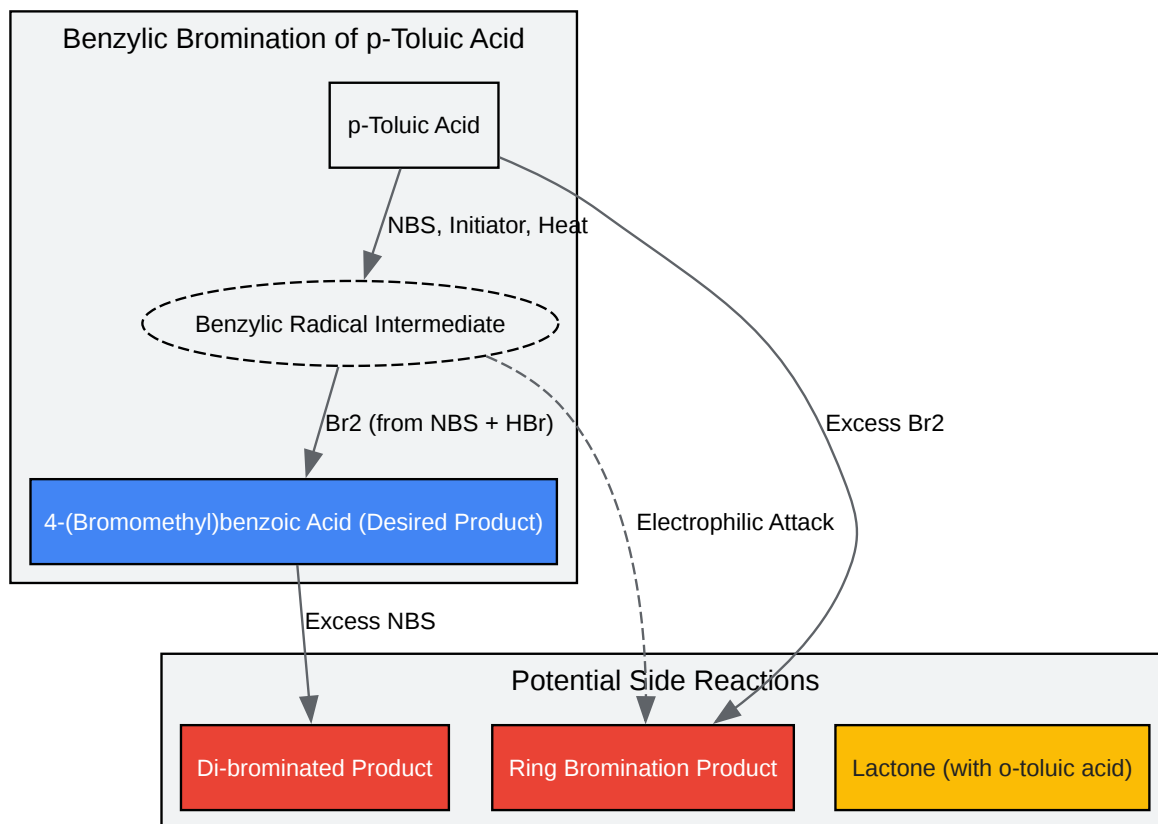 Benzylic Bromination of p-Toluic Acid
p-Toluic Acid
NBS, Initiator, Heat
Benzylic Radical Intermediate
Br2 (from NBS + HBr)
Excess Br2
4-(Bromomethyl)benzoic Acid (Desired Product)
Electrophilic Attack
Excess NBS
Potential Side Reactions
Di-brominated Product
Ring Bromination Product
Lactone (with o-toluic acid)